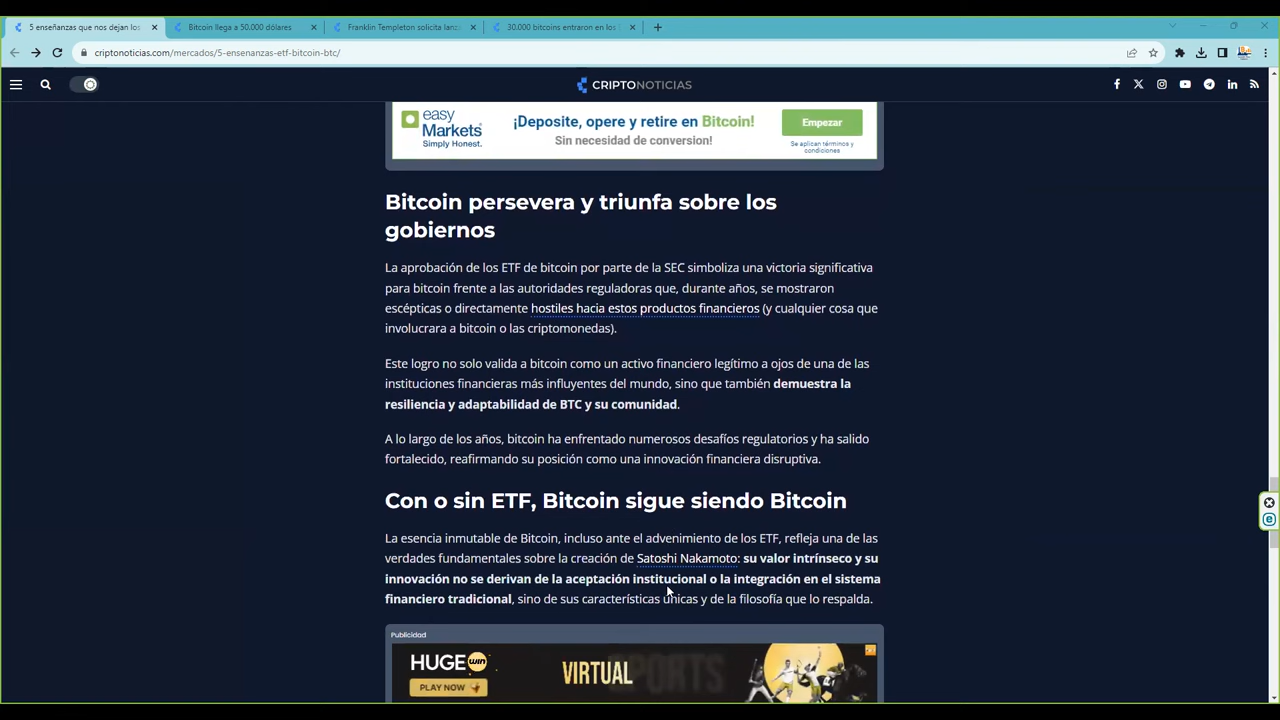 5 enseñanzas que nos dejan los
Bitcoin llega a 50.000 dólares
Franklin Templeton solicita lanza
30.000 bitcoins entraron en los
criptonoticias.com/mercados/5-ensenanzas-etf-bitcoin-btc/
CRIPTONOTICIAS
easy
Markets
Simply Honest.
¡Deposite, opere y retire en Bitcoin!
Sin necesidad de conversion!
Empezar
Se aplican términos y
condiciones
Bitcoin persevera y triunfa sobre los
gobiernos
La aprobación de los ETF de bitcoin por parte de la SEC simboliza una victoria significativa
para bitcoin frente a las autoridades reguladoras que, durante años, se mostraron
escépticas o directamente hostiles hacia estos productos financieros (y cualquier cosa que
involucrara a bitcoin o las criptomonedas).
Este logro no solo valida a bitcoin como un activo financiero legítimo a ojos de una de las
instituciones financieras más influyentes del mundo, sino que también demuestra la
resiliencia y adaptabilidad de BTC y su comunidad.
A lo largo de los años, bitcoin ha enfrentado numerosos desafíos regulatorios y ha salido
fortalecido, reafirmando su posición como una innovación financiera disruptiva.
Con o sin ETF, Bitcoin sigue siendo Bitcoin
La esencia inmutable de Bitcoin, incluso ante el advenimiento de los ETF, refleja una de las
verdades fundamentales sobre la creación de Satoshi Nakamoto: su valor intrínseco y su
innovación no se derivan de la aceptación institucional o la integración en el sistema
financiero tradicional, sino de sus características únicas y de la filosofía que lo respalda.
Publicidad
HUGE win
PLAY NOW
VIRTUAL SPORTS